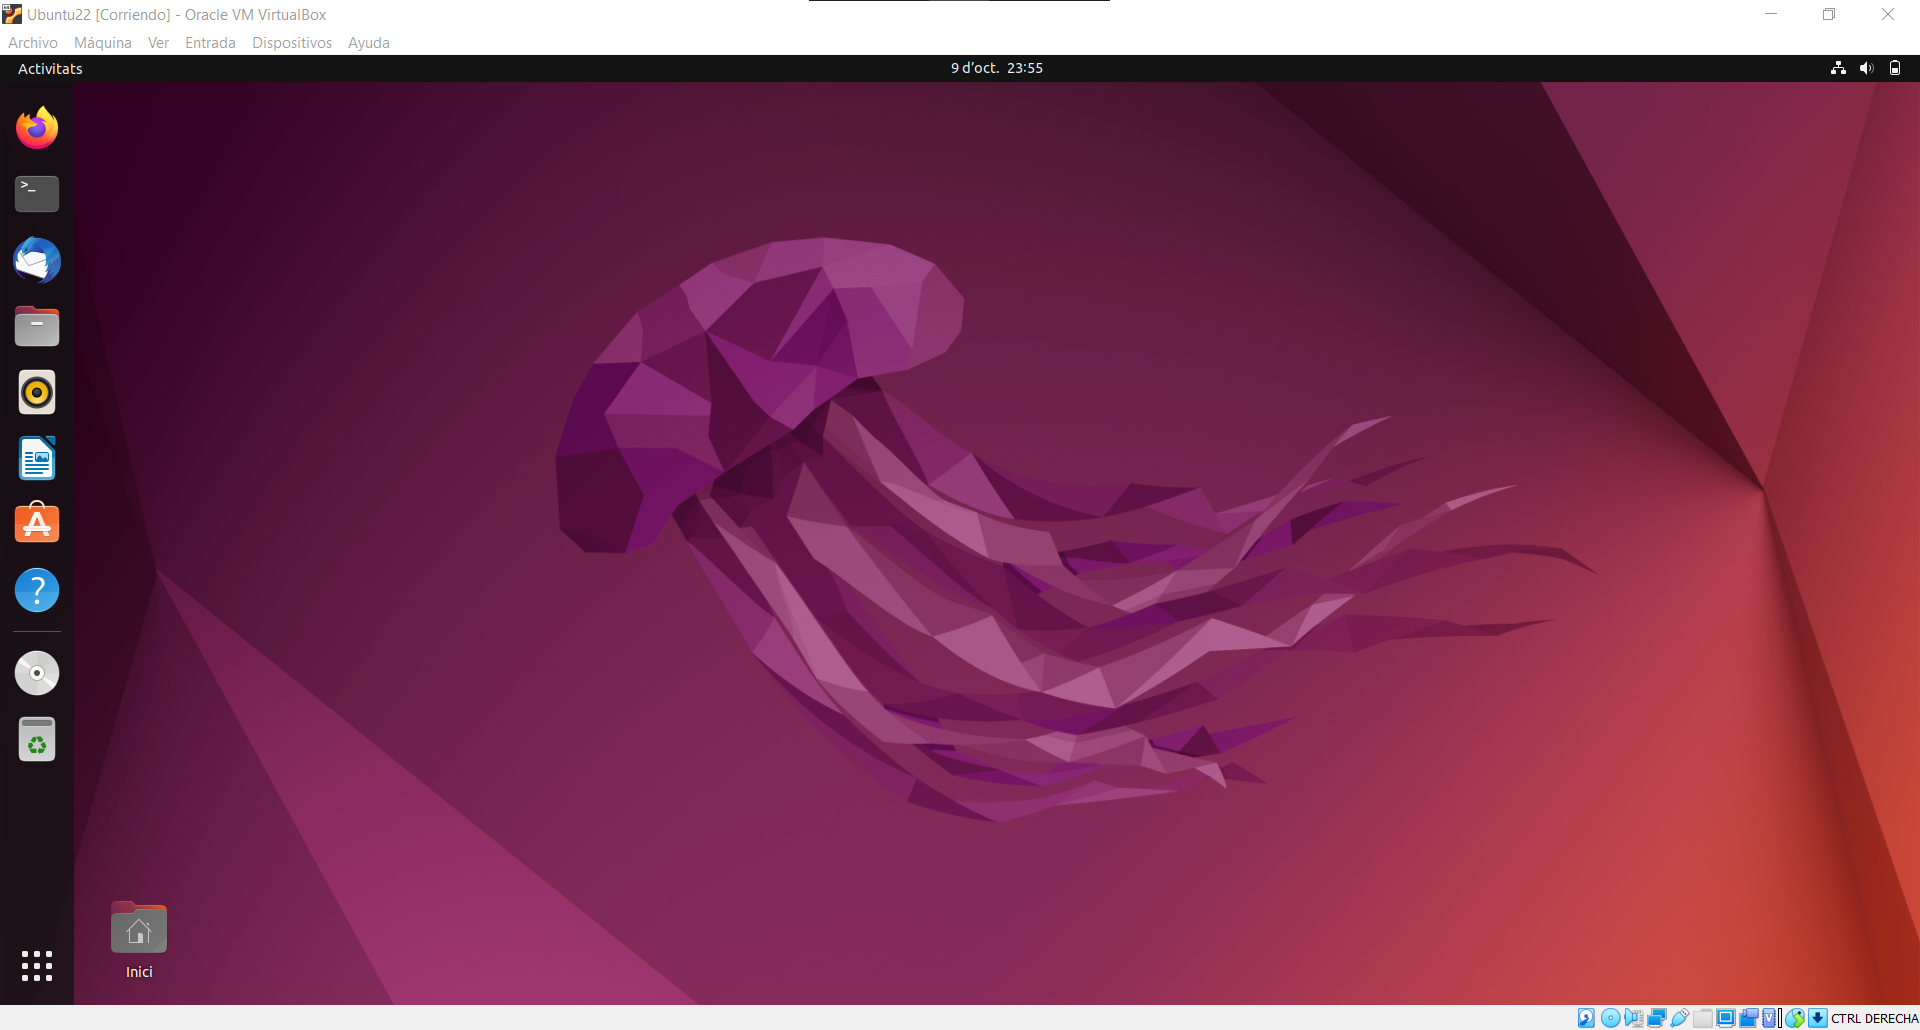 Ubuntu22 [Corriendo] - Oracle VM VirtualBox
Archivo Máquina Ver Entrada Dispositivos Ayuda
Activitats
9 d’oct. 23:55
>_
?
Inici
CTRL DERECHA